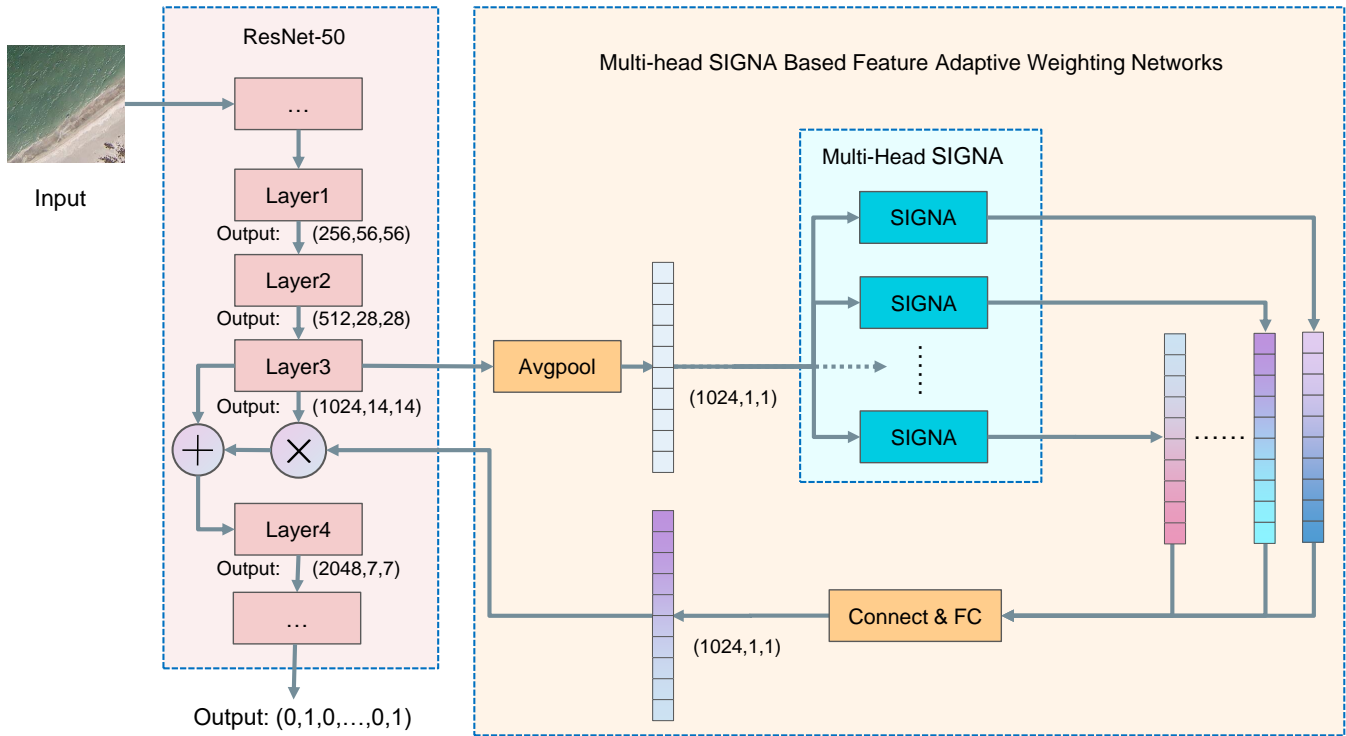 ResNet-50
Multi-head SIGNA Based Feature Adaptive Weighting Networks
...
Input
Layer1
Output: (256,56,56)
Layer2
Output: (512,28,28)
Layer3
Output: (1024,14,14)
+
×
Layer4
Output: (2048,7,7)
...
Output: (0,1,0,…,0,1)
Avgpool
(1024,1,1)
Multi-Head SIGNA
SIGNA
SIGNA
......
SIGNA
......
Connect & FC
(1024,1,1)